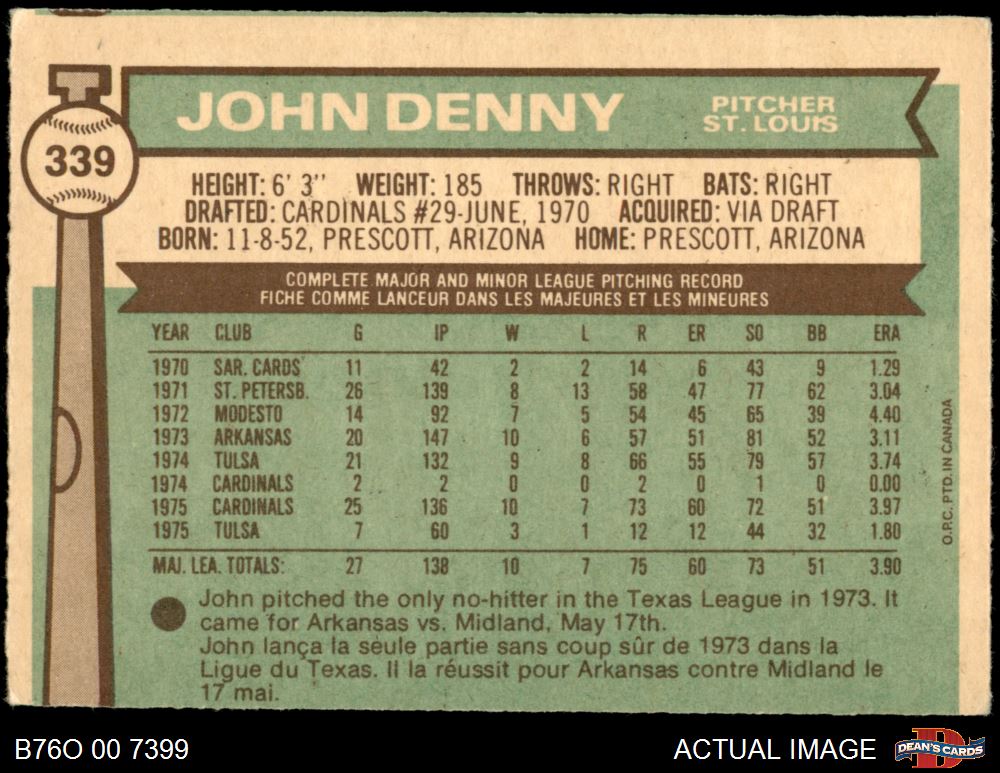 JOHN DENNY
PITCHER
ST. LOUIS
339
HEIGHT: 6' 3'' WEIGHT: 185 THROWS: RIGHT BATS: RIGHT
DRAFTED: CARDINALS #29-JUNE, 1970 ACQUIRED: VIA DRAFT
BORN: 11-8-52, PRESCOTT, ARIZONA HOME: PRESCOTT, ARIZONA
COMPLETE MAJOR AND MINOR LEAGUE PITCHING RECORD
FICHE COMME LANCEUR DANS LES MAJEURES ET LES MINEURES
YEAR CLUB G IP W L R ER SO BB ERA
1970 SAR. CARDS 11 42 2 2 14 6 43 9 1.29
1971 ST. PETERSB. 26 139 8 13 58 47 77 62 3.04
1972 MODESTO 14 92 7 5 54 45 65 39 4.40
1973 ARKANSAS 20 147 10 6 57 51 81 52 3.11
1974 TULSA 21 132 9 8 66 55 79 57 3.74
1974 CARDINALS 2 2 0 0 2 0 1 0 0.00
1975 CARDINALS 25 136 10 7 73 60 72 51 3.97
1975 TULSA 7 60 3 1 12 12 44 32 1.80
MAJ. LEA. TOTALS: 27 138 10 7 75 60 73 51 3.90
John pitched the only no-hitter in the Texas League in 1973. It
came for Arkansas vs. Midland, May 17th.
John lança la seule partie sans coup sûr de 1973 dans la
Ligue du Texas. Il la réussit pour Arkansas contre Midland le
17 mai.
O.P.C. PTD. IN CANADA
B76O 00 7399
ACTUAL IMAGE
DEAN'S CARDS